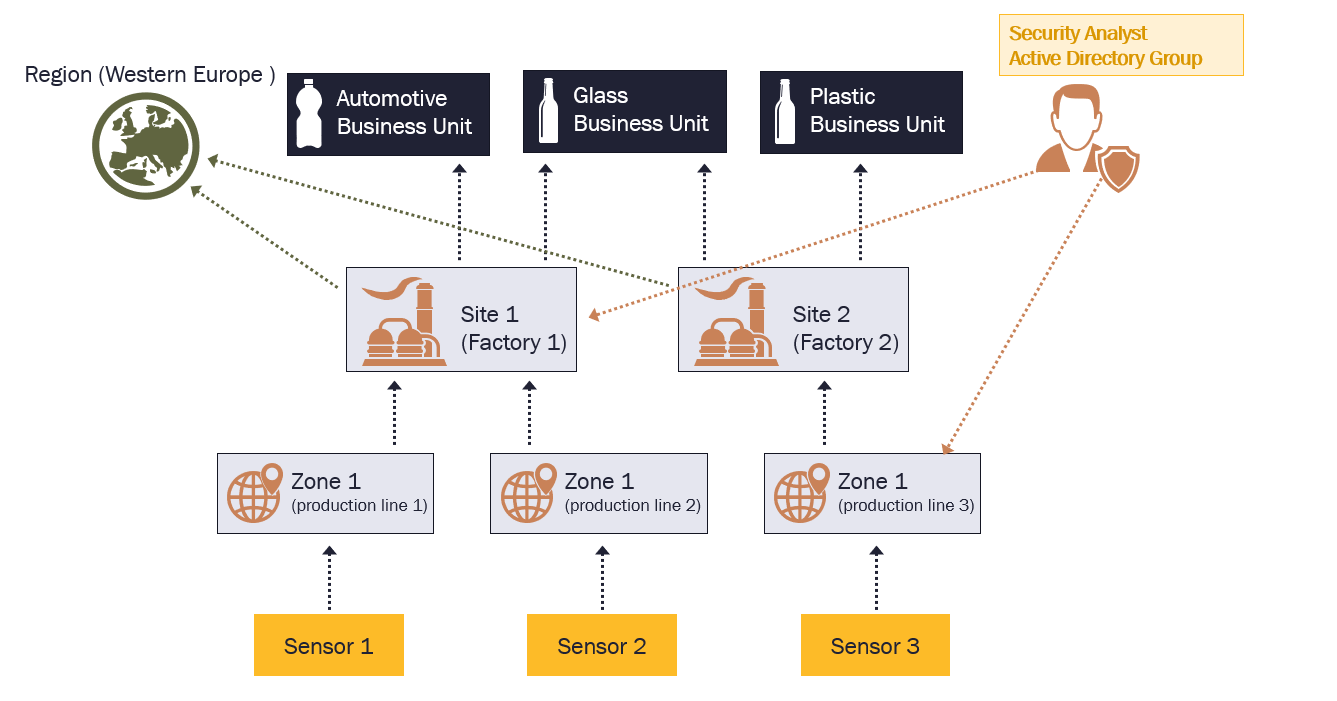 Security Analyst
Active Directory Group
Region (Western Europe )
Automotive
Business Unit
Glass
Business Unit
Plastic
Business Unit
Site 1
(Factory 1)
Site 2
(Factory 2)
Zone 1
(production line 1)
Zone 1
(production line 2)
Zone 1
(production line 3)
Sensor 1
Sensor 2
Sensor 3